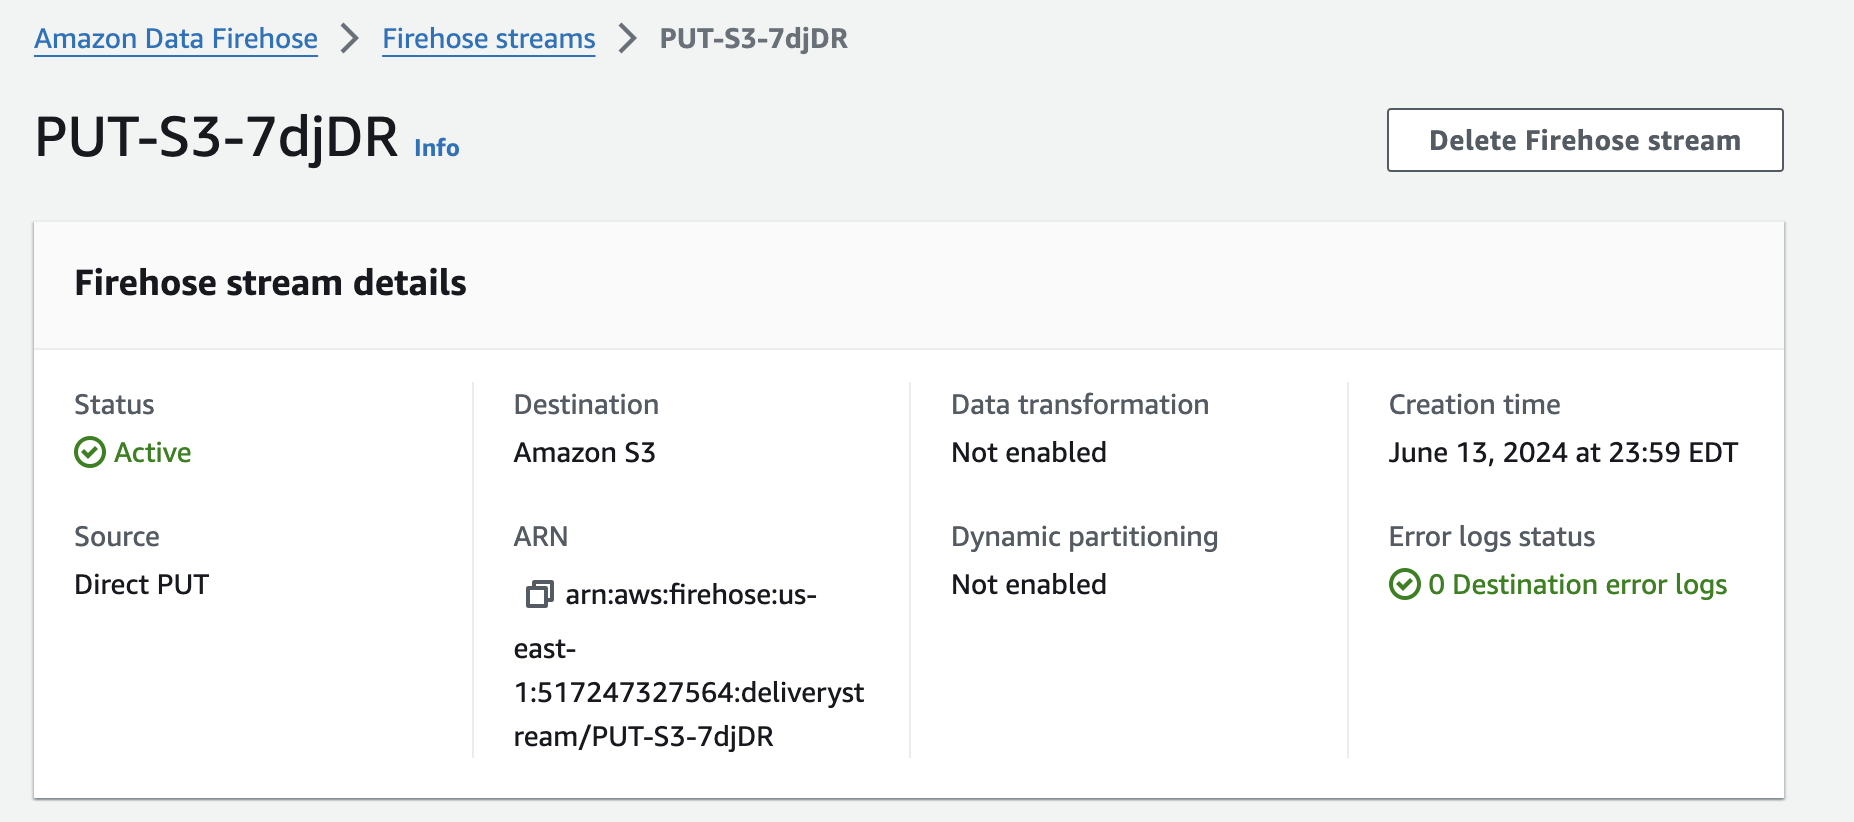 Amazon Data Firehose > Firehose streams > PUT-S3-7djDR
PUT-S3-7djDR Info
Delete Firehose stream
Firehose stream details
Status
Active
Source
Direct PUT
Destination
Amazon S3
ARN
arn:aws:firehose:us-
east-
1:517247327564:deliveryst
ream/PUT-S3-7djDR
Data transformation
Not enabled
Dynamic partitioning
Not enabled
Creation time
June 13, 2024 at 23:59 EDT
Error logs status
0 Destination error logs